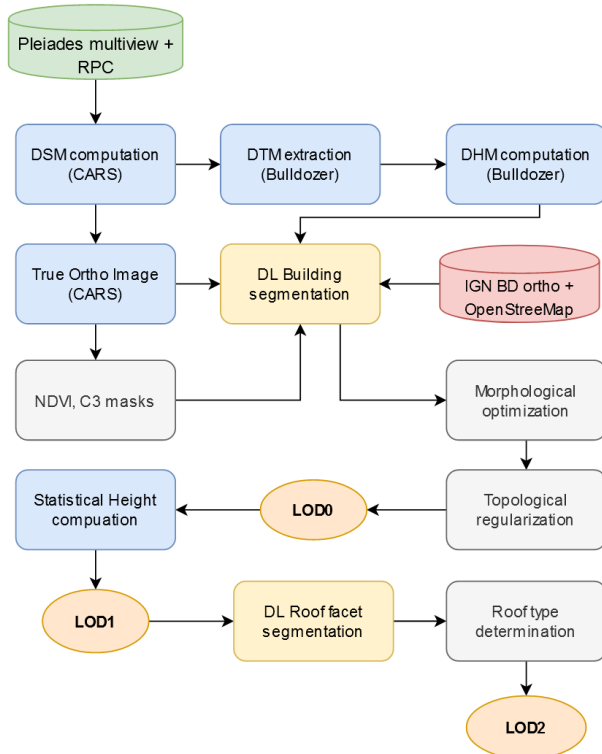 Pleiades multiview +
RPC
DSM computation
(CARS)
DTM extraction
(Bulldozer)
DHM computation
(Bulldozer)
True Ortho Image
(CARS)
DL Building
segmentation
IGN BD ortho +
OpenStreeMap
NDVI, C3 masks
Morphological
optimization
Statistical Height
compuation
LOD0
Topological
regularization
LOD1
DL Roof facet
segmentation
Roof type
determination
LOD2